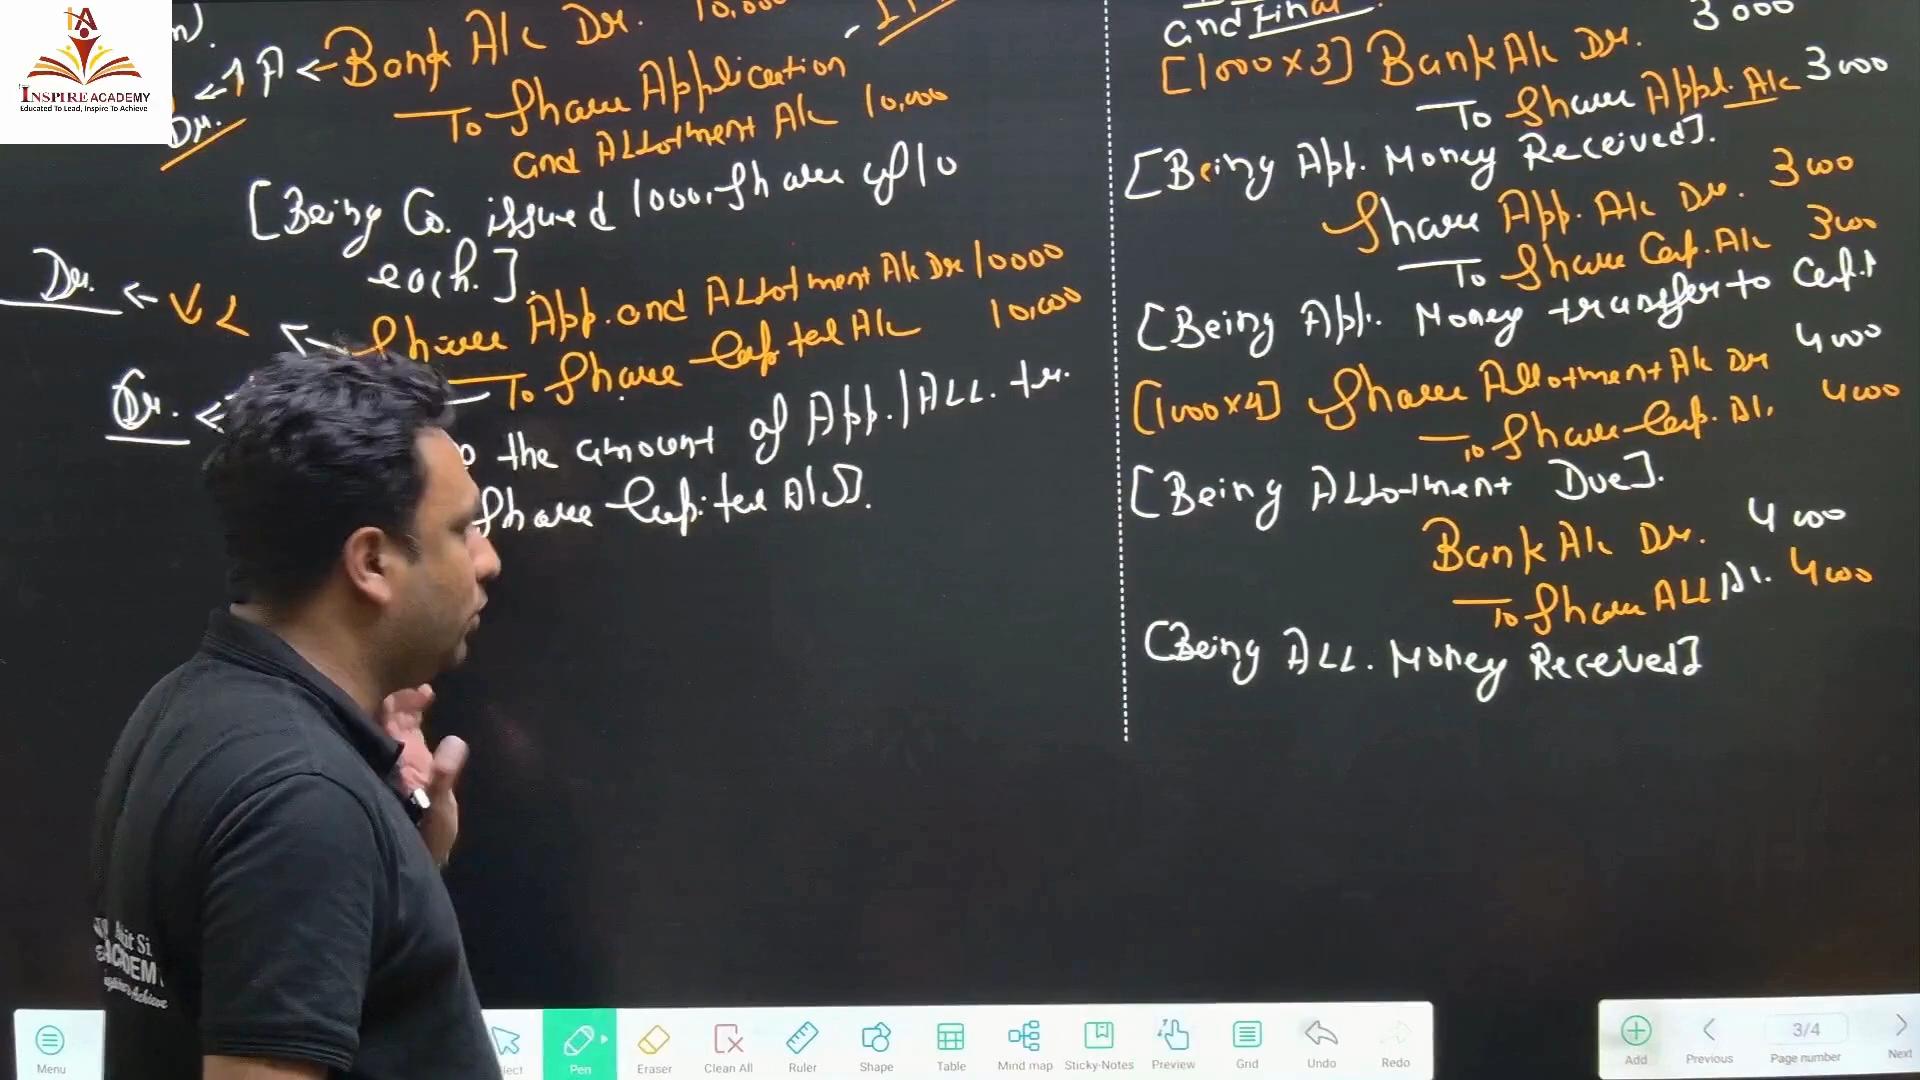 IA
INSPIRE ACADEMY
Educated To Lead, Inspire To Achieve
Dr.
↑ A ← Bank A/c Dr. 10,000
To Share Application
and Allotment A/c 10,000
[Being Co. issued 1000, share of 10
each.]
Dr. ← V <
Share App. and Allotment A/c Dr 10000
To Share Capital A/c 10,000
Cr.
the amount of App./All. tr.
Share Capital A/c].
and Final
[1000×3] Bank A/c Dr. 3000
To Share Appl. A/c 3000
[Being App. Money Received].
Share App. A/c Dr. 3000
To Share Cap. A/c 3000
[Being App. Money transfer to Cap.]
[1000×4] Share Allotment A/c Dr 4000
To Share Cap. A/c 4000
[Being Allotment Due].
Bank A/c Dr. 4000
To Share All A/c. 4000
[Being All. Money Received]
ACADEM
Menu
Pen
Eraser
Clean All
Ruler
Shape
Table
Mind map
Sticky-Notes
Preview
Grid
Undo
Redo
Add
Previous
3/4
Page number
Next